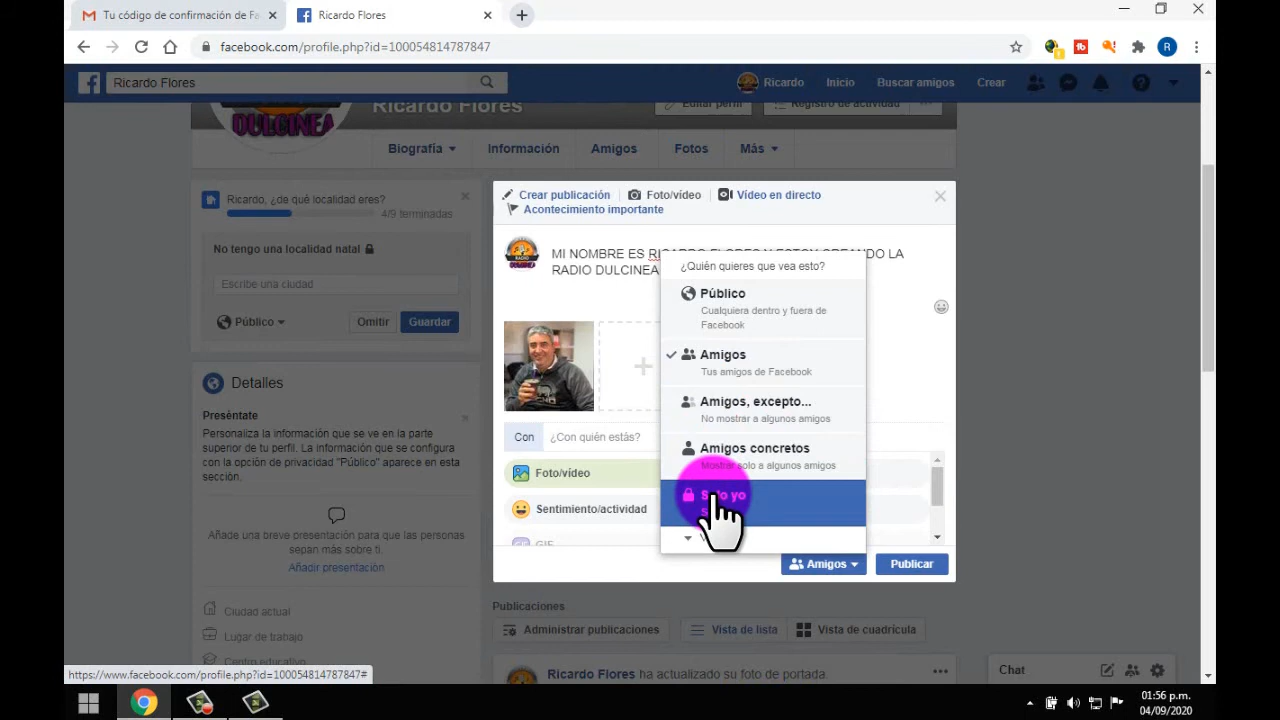 Tu código de confirmación de Fa
Ricardo Flores
facebook.com/profile.php?id=100054814787847
R
Ricardo Flores
Ricardo
Inicio
Buscar amigos
Crear
DULCINEA
Ricardo Flores
Editar perfil
Registro de actividad
Biografía
Información
Amigos
Fotos
Más
Ricardo, ¿de qué localidad eres?
4/9 terminadas
No tengo una localidad natal
Escribe una ciudad
Público
Omitir
Guardar
Detalles
Preséntate
Personaliza la información que se ve en la parte
superior de tu perfil. La información que se configura
con la opción de privacidad "Público" aparece en esta
sección.
Añade una breve presentación para que las personas
sepan más sobre ti.
Añadir presentación
Ciudad actual
Lugar de trabajo
Centro educativo
Crear publicación
Foto/vídeo
Vídeo en directo
Acontecimiento importante
MI NOMBRE ES RICARDO FLORES Y ESTOY CREANDO LA
RADIO DULCINEA
¿Quién quieres que vea esto?
Público
Cualquiera dentro y fuera de
Facebook
Amigos
Tus amigos de Facebook
Amigos, excepto...
No mostrar a algunos amigos
Amigos concretos
Mostrar solo a algunos amigos
Solo yo
Con
¿Con quién estás?
Foto/vídeo
Sentimiento/actividad
GIF
Amigos
Publicar
Publicaciones
Administrar publicaciones
Vista de lista
Vista de cuadrícula
Ricardo Flores ha actualizado su foto de portada.
Chat
https://www.facebook.com/profile.php?id=100054814787847#
01:56 p.m.
04/09/2020